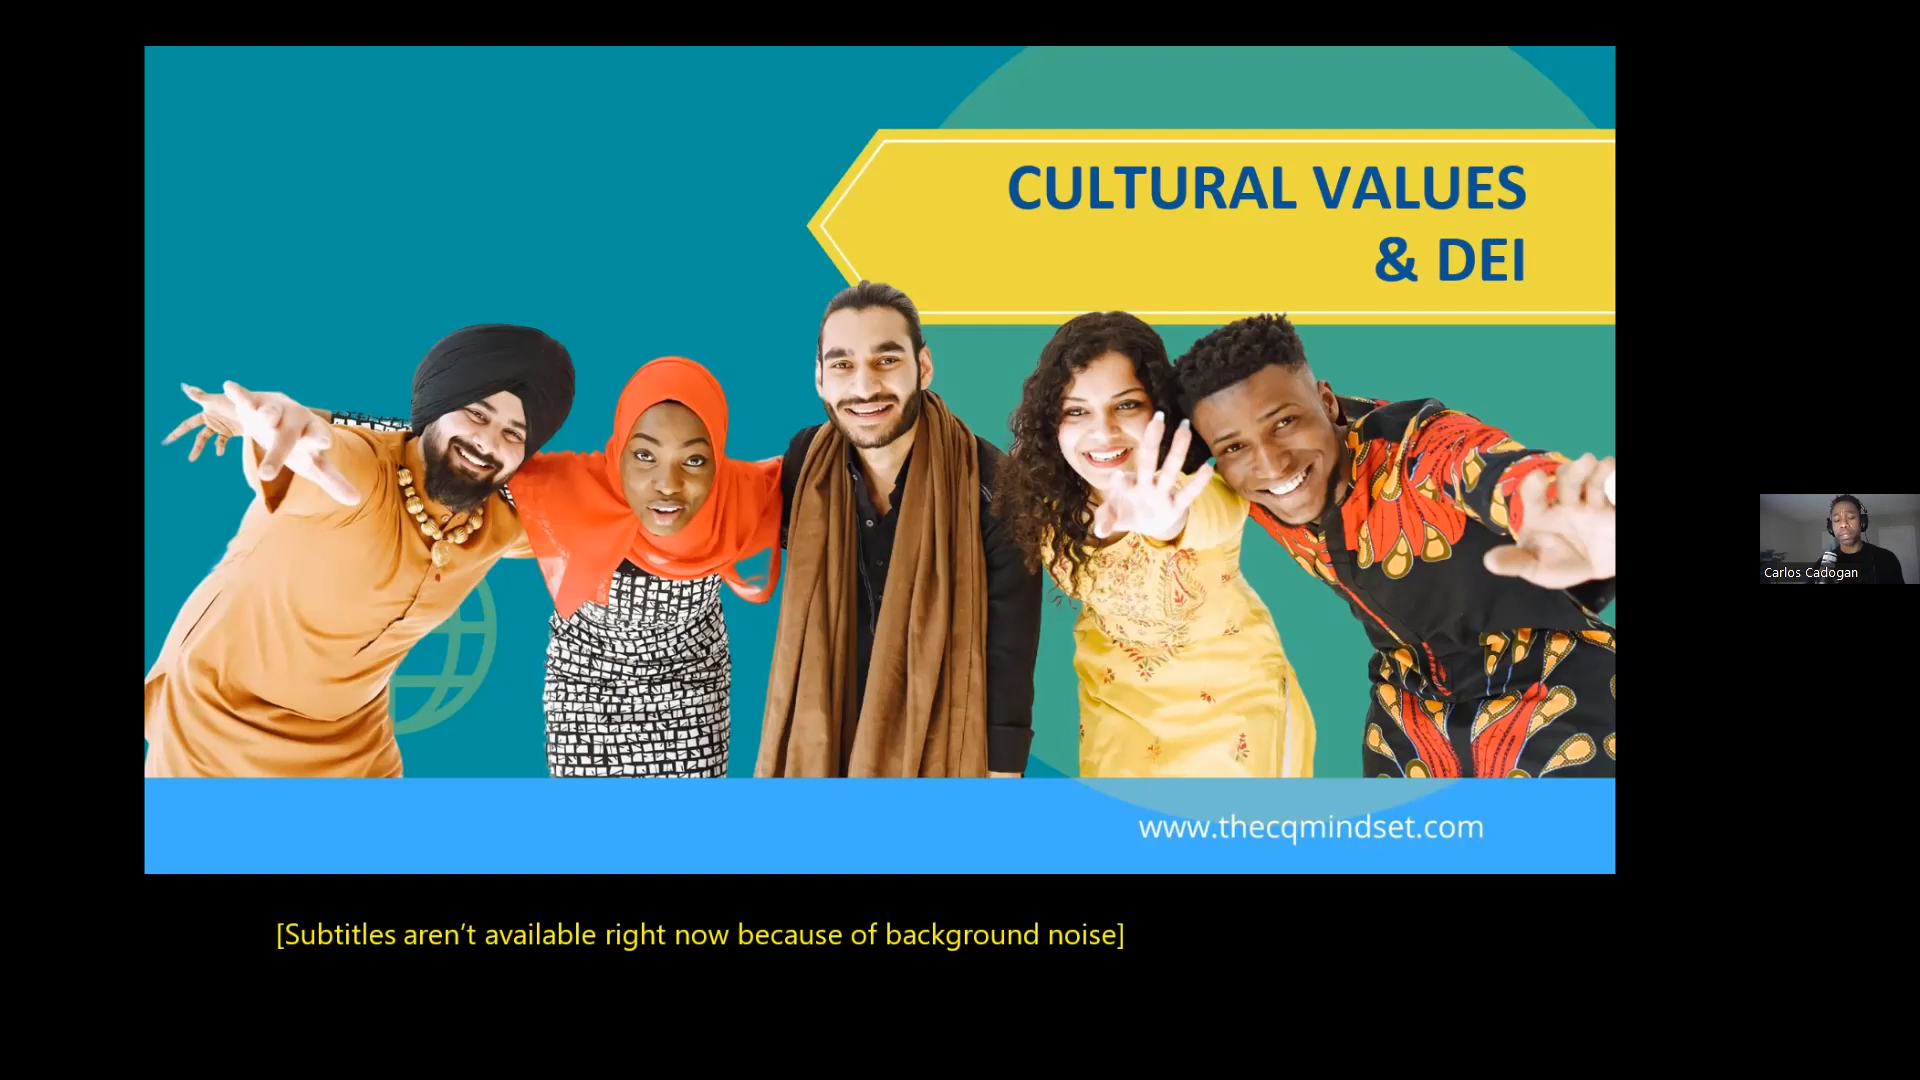 CULTURAL VALUES
& DEI
www.thecqmindset.com
Carlos Cadogan
[Subtitles aren’t available right now because of background noise]